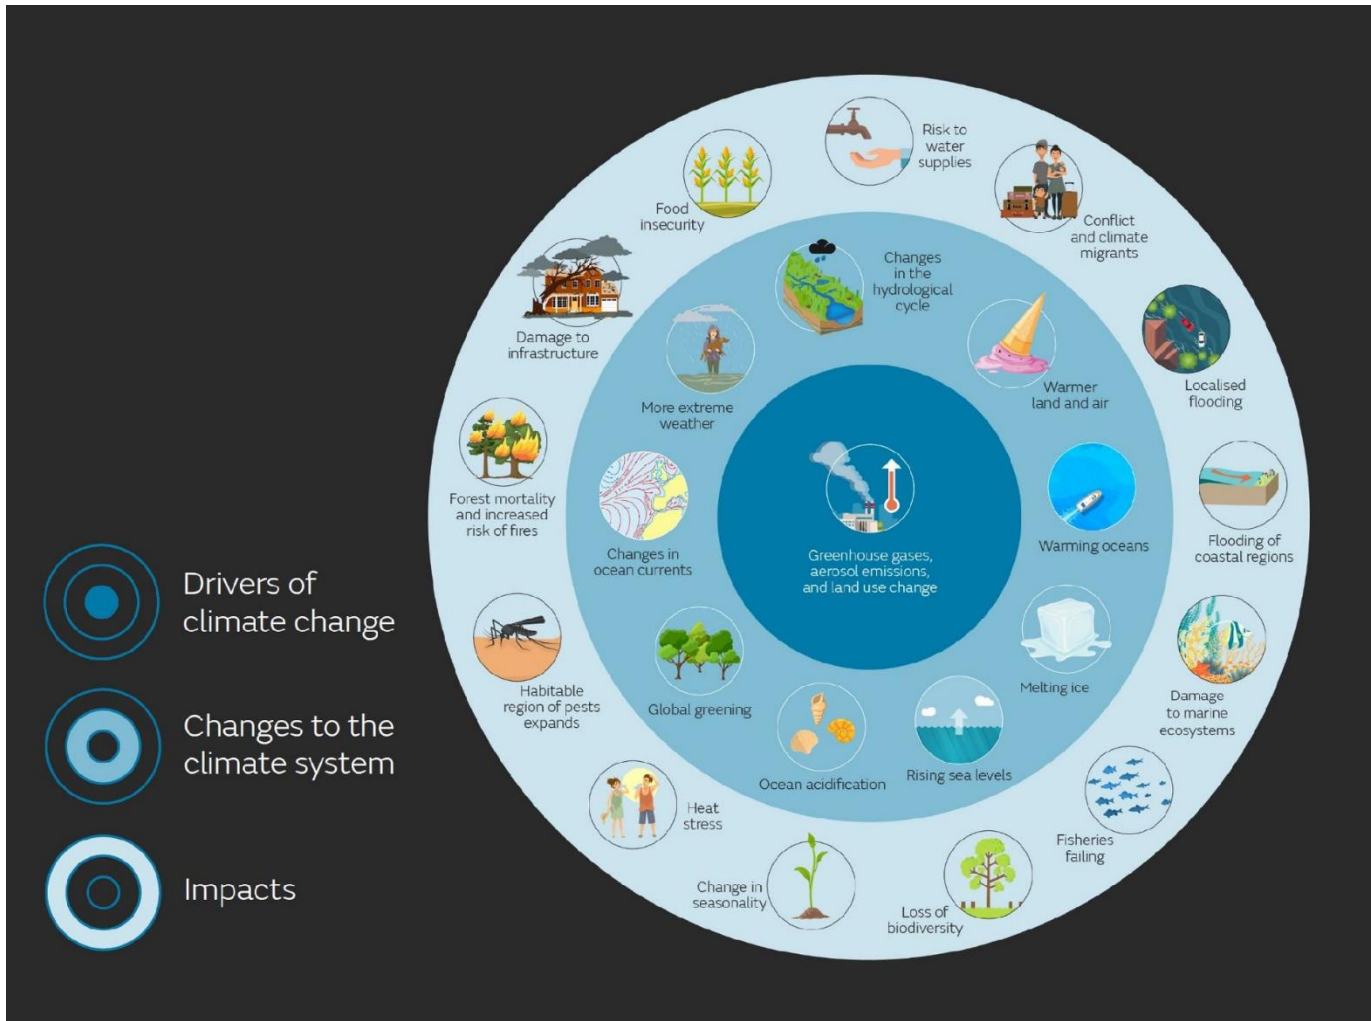 Drivers of
climate change
Changes to the
climate system
Impacts
Risk to
water
supplies
Conflict
and climate
migrants
Localised
flooding
Flooding of
coastal regions
Damage
to marine
ecosystems
Fisheries
failing
Loss of
biodiversity
Change in
seasonality
Heat
stress
Habitable
region of pests
expands
Forest mortality
and increased
risk of fires
Damage to
infrastructure
Food
insecurity
Changes
in the
hydrological
cycle
Warmer
land and air
Warming oceans
Melting ice
Rising sea levels
Ocean acidification
Global greening
Changes in
ocean currents
More extreme
weather
Greenhouse gases,
aerosol emissions,
and land use change